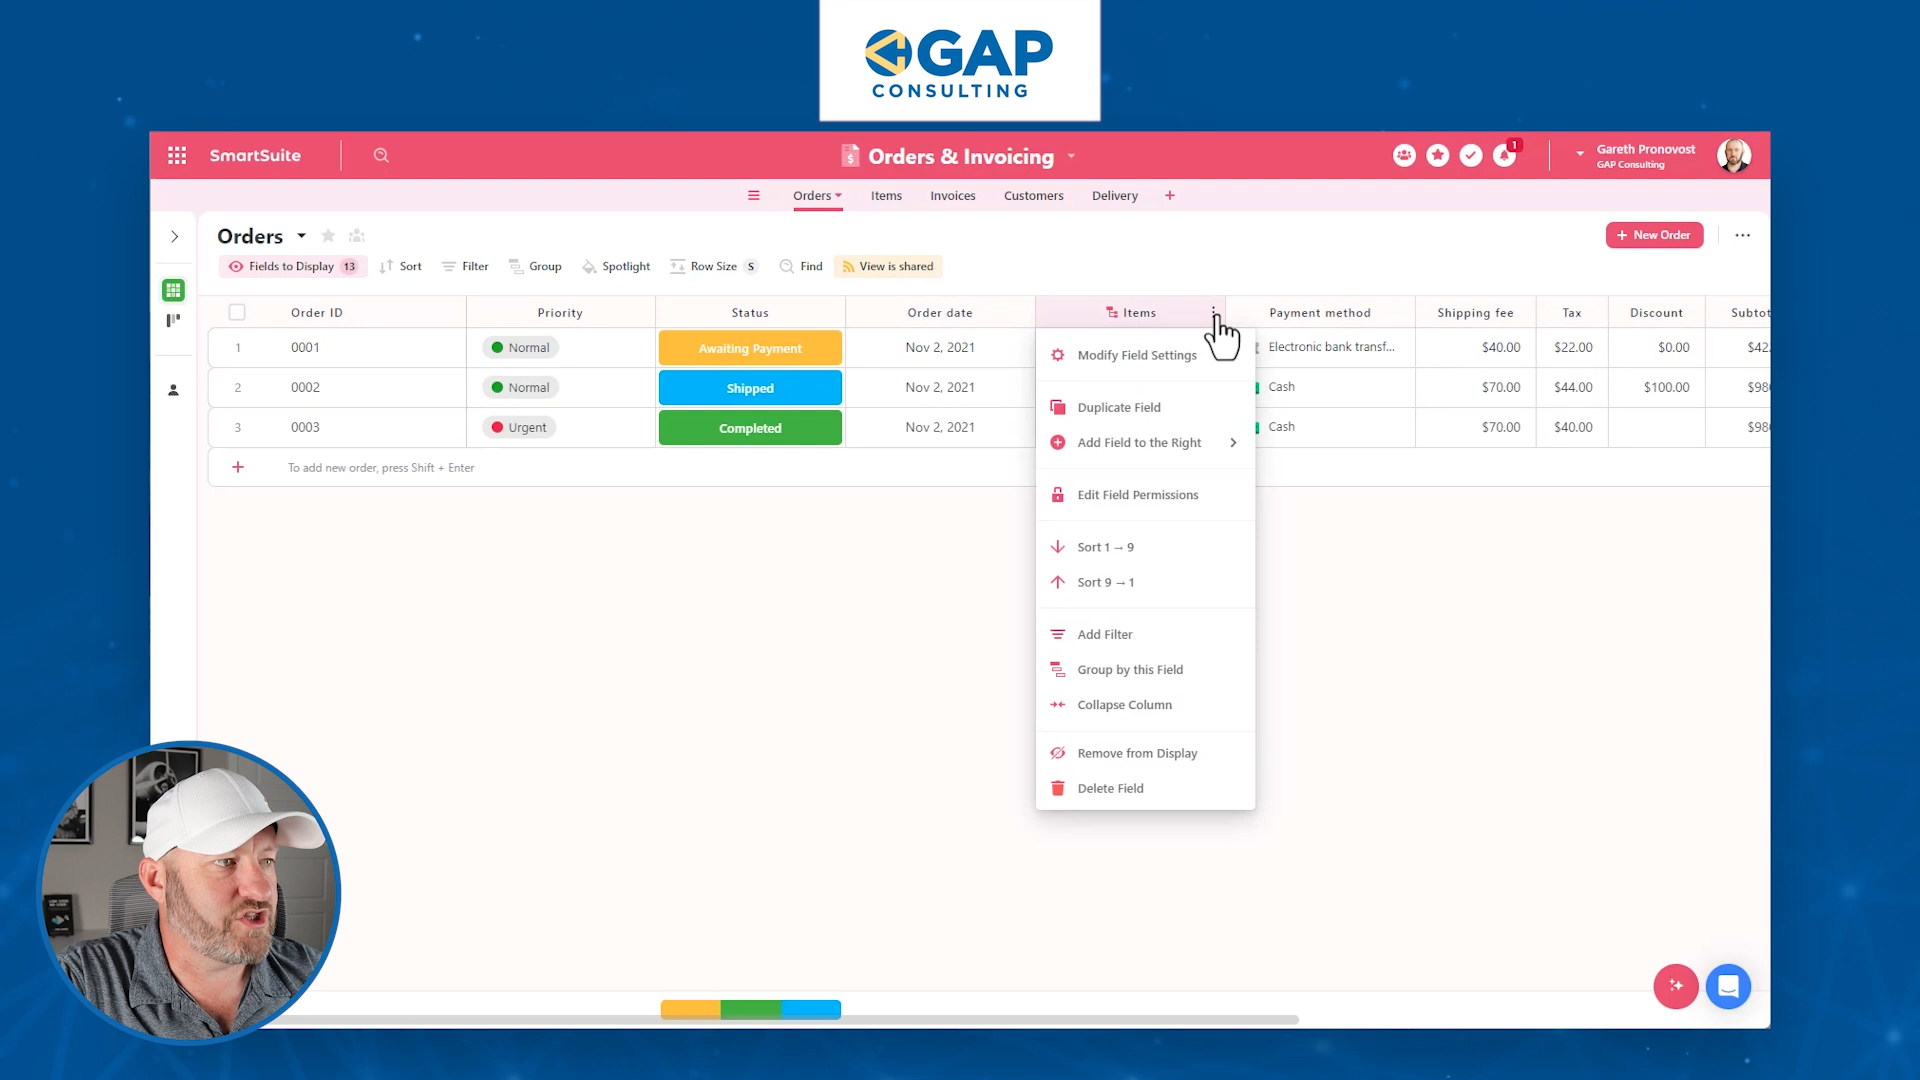 GAP
CONSULTING
SmartSuite
Orders & Invoicing
1
Gareth Pronovost
GAP Consulting
Orders
Items
Invoices
Customers
Delivery
Orders
New Order
Fields to Display 13
Sort
Filter
Group
Spotlight
Row Size S
Find
View is shared
Order ID
Priority
Status
Order date
Items
Payment method
Shipping fee
Tax
Discount
Subtot
1
0001
Normal
Awaiting Payment
Nov 2, 2021
Electronic bank transf...
$40.00
$22.00
$0.00
$42
2
0002
Normal
Shipped
Nov 2, 2021
Cash
$70.00
$44.00
$100.00
$98
3
0003
Urgent
Completed
Nov 2, 2021
Cash
$70.00
$40.00
$98
To add new order, press Shift + Enter
Modify Field Settings
Duplicate Field
Add Field to the Right
Edit Field Permissions
Sort 1 → 9
Sort 9 → 1
Add Filter
Group by this Field
Collapse Column
Remove from Display
Delete Field